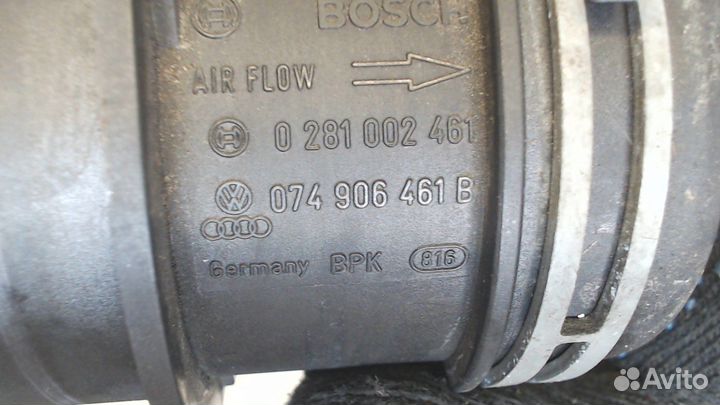 BOSCH
AIR FLOW
0 281 002 461
074 906 461 B
Germany BPK 816
Avito